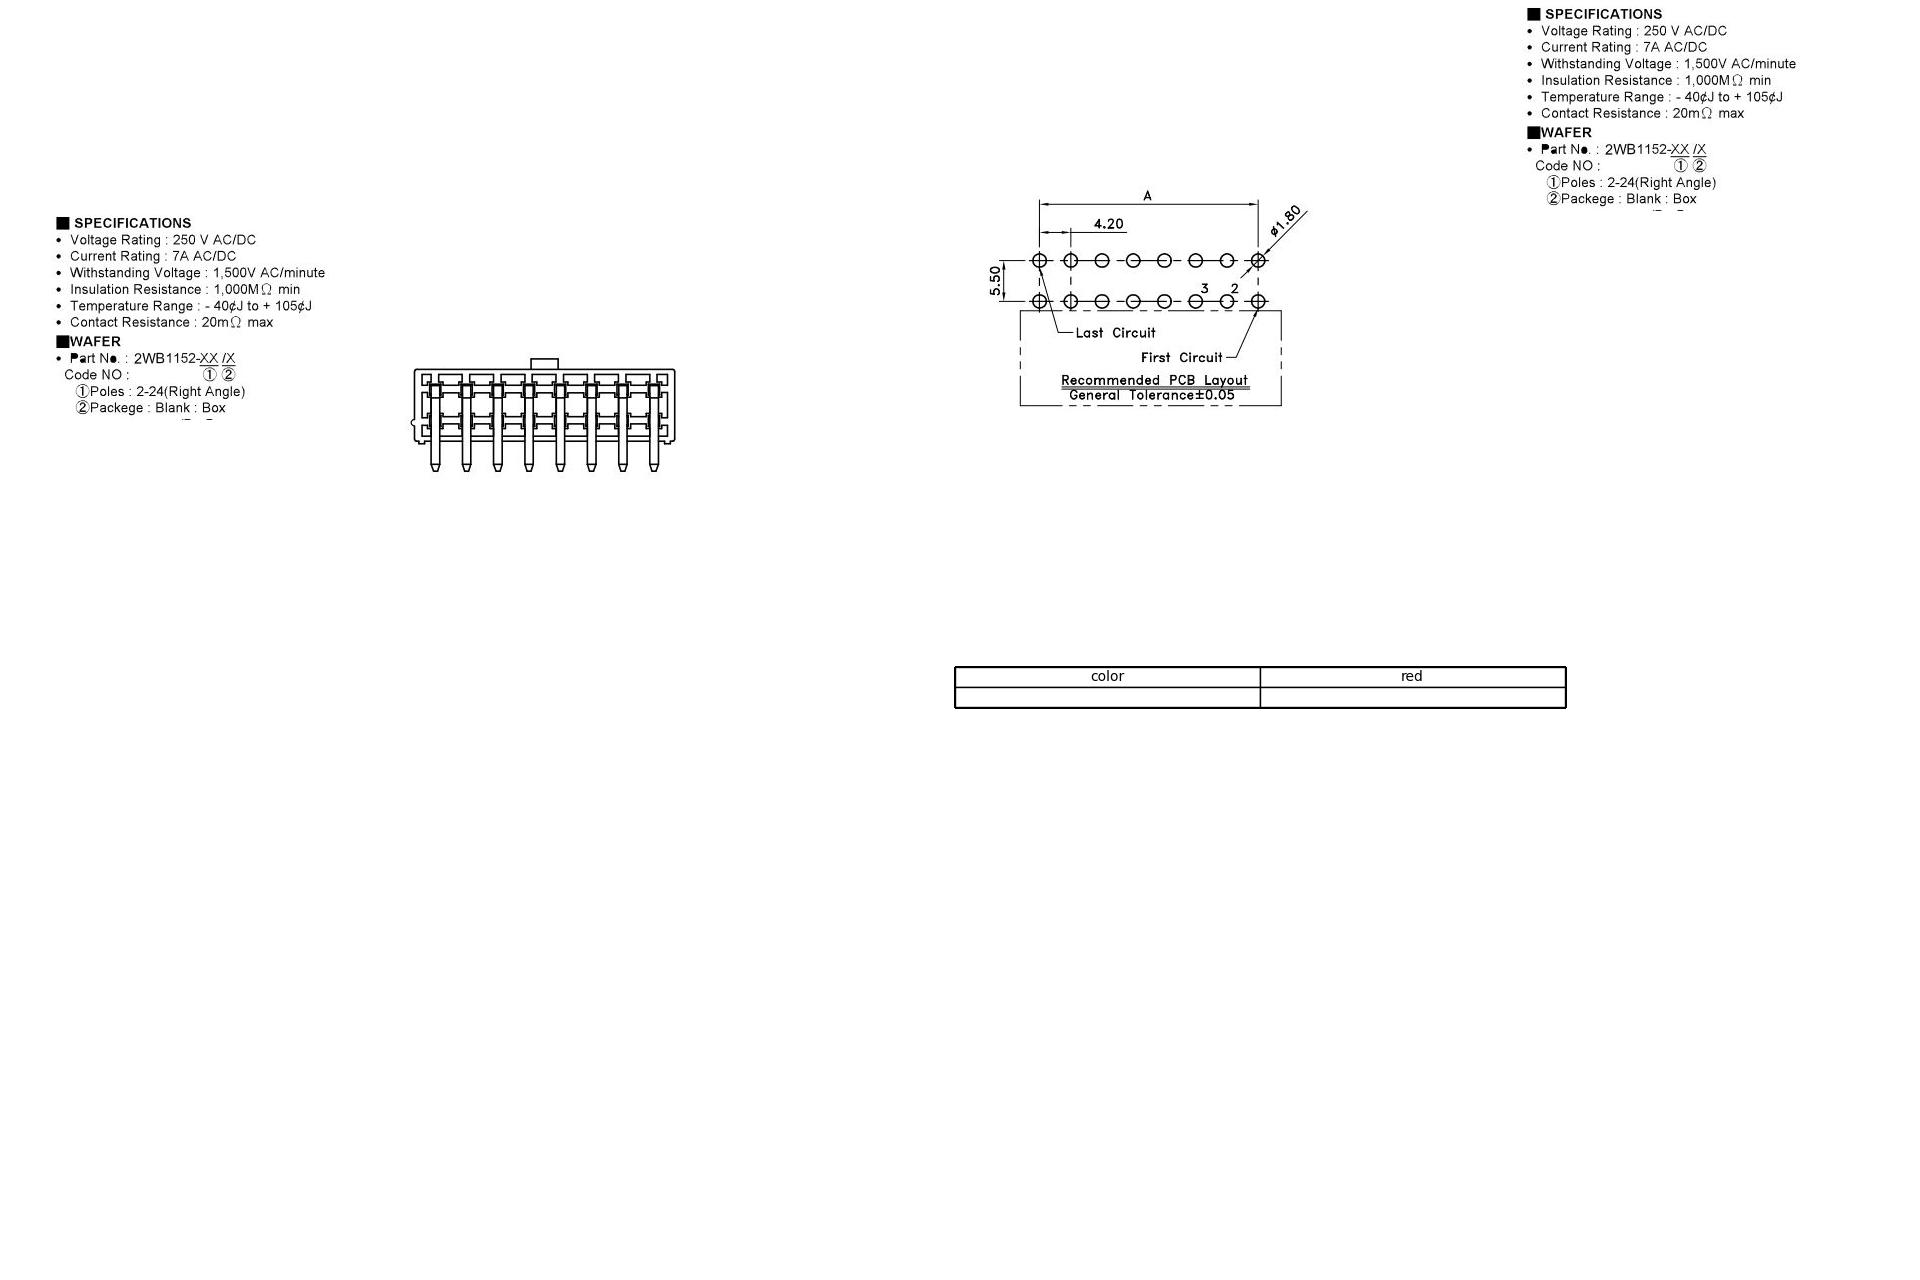 ■ SPECIFICATIONS
• Voltage Rating : 250 V AC/DC
• Current Rating : 7A AC/DC
• Withstanding Voltage : 1,500V AC/minute
• Insulation Resistance : 1,000MΩ min
• Temperature Range : - 40¢J to + 105¢J
• Contact Resistance : 20mΩ max
■WAFER
• Part No. : 2WB1152-XX /X
Code NO : ① ②
①Poles : 2-24(Right Angle)
②Packege : Blank : Box
A
4.20
ø1.80
5.50
3 2
Last Circuit
First Circuit
Recommended PCB Layout
General Tolerance±0.05
■ SPECIFICATIONS
• Voltage Rating : 250 V AC/DC
• Current Rating : 7A AC/DC
• Withstanding Voltage : 1,500V AC/minute
• Insulation Resistance : 1,000MΩ min
• Temperature Range : - 40¢J to + 105¢J
• Contact Resistance : 20mΩ max
■WAFER
• Part No. : 2WB1152-XX /X
Code NO : ① ②
①Poles : 2-24(Right Angle)
②Packege : Blank : Box
color red